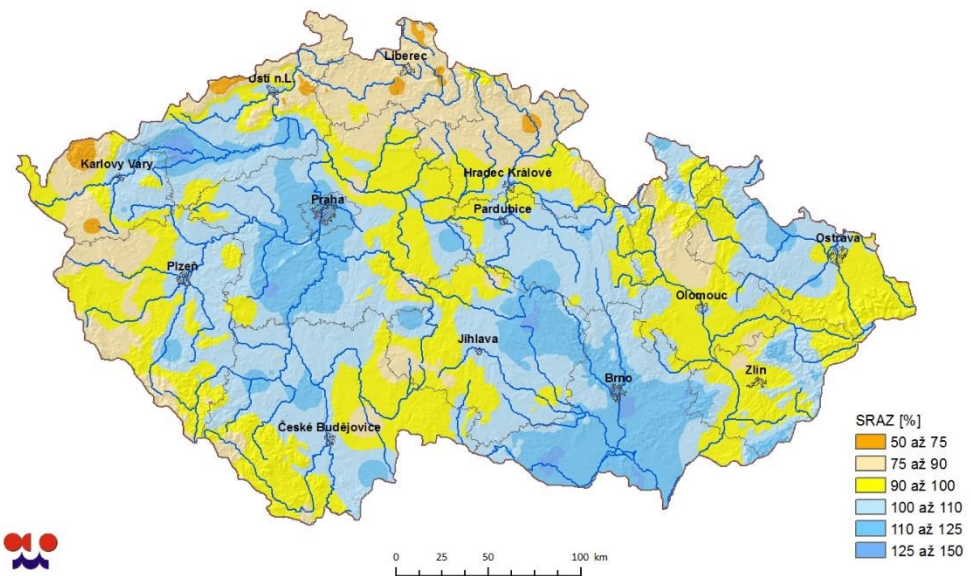 Liberec
Ústí n.L.
Karlovy Vary
Hradec Králové
Praha
Pardubice
Ostrava
Plzeň
Olomouc
Jihlava
Zlín
Brno
České Budějovice
SRAZ [%]
50 až 75
75 až 90
90 až 100
100 až 110
110 až 125
125 až 150
0 25 50 100 km